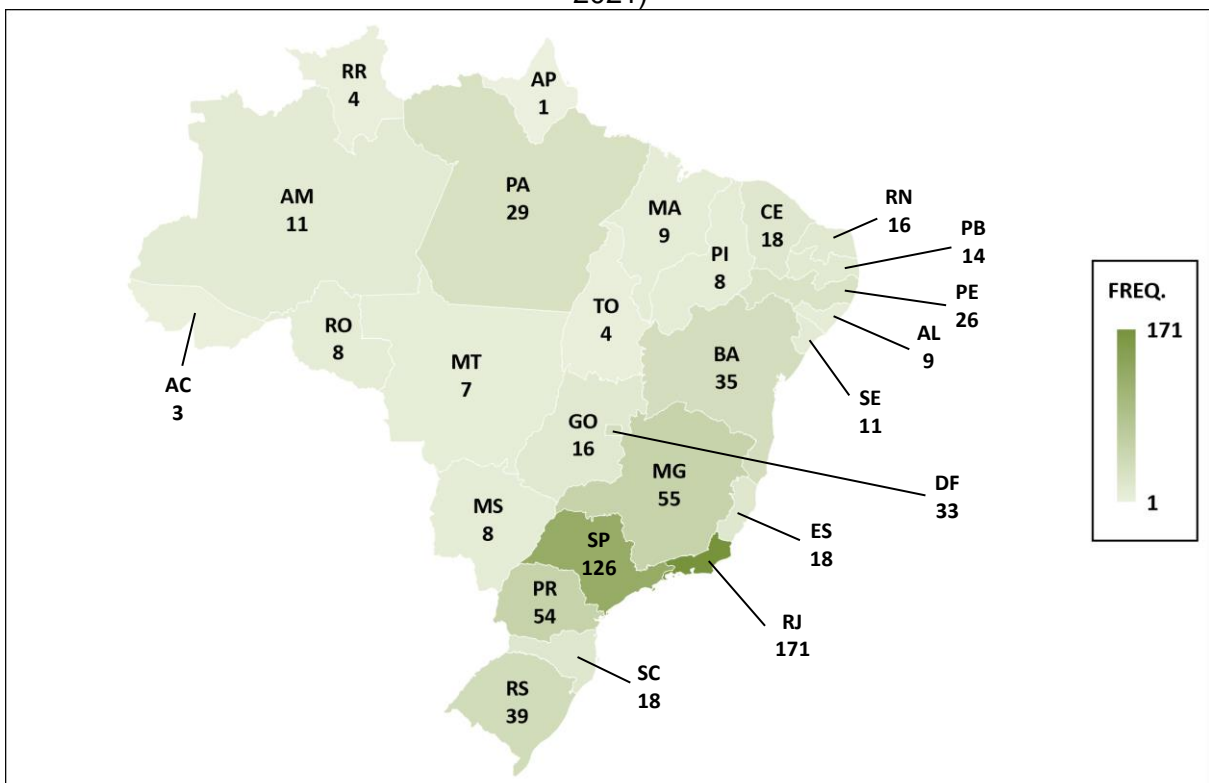 2021)
RR
4
AP
1
AM
11
PA
29
MA
9
CE
18
RN
16
PB
14
PI
8
PE
26
AL
9
SE
11
TO
4
RO
8
AC
3
MT
7
BA
35
GO
16
DF
33
MG
55
MS
8
ES
18
SP
126
RJ
171
PR
54
SC
18
RS
39
FREQ.
171
1